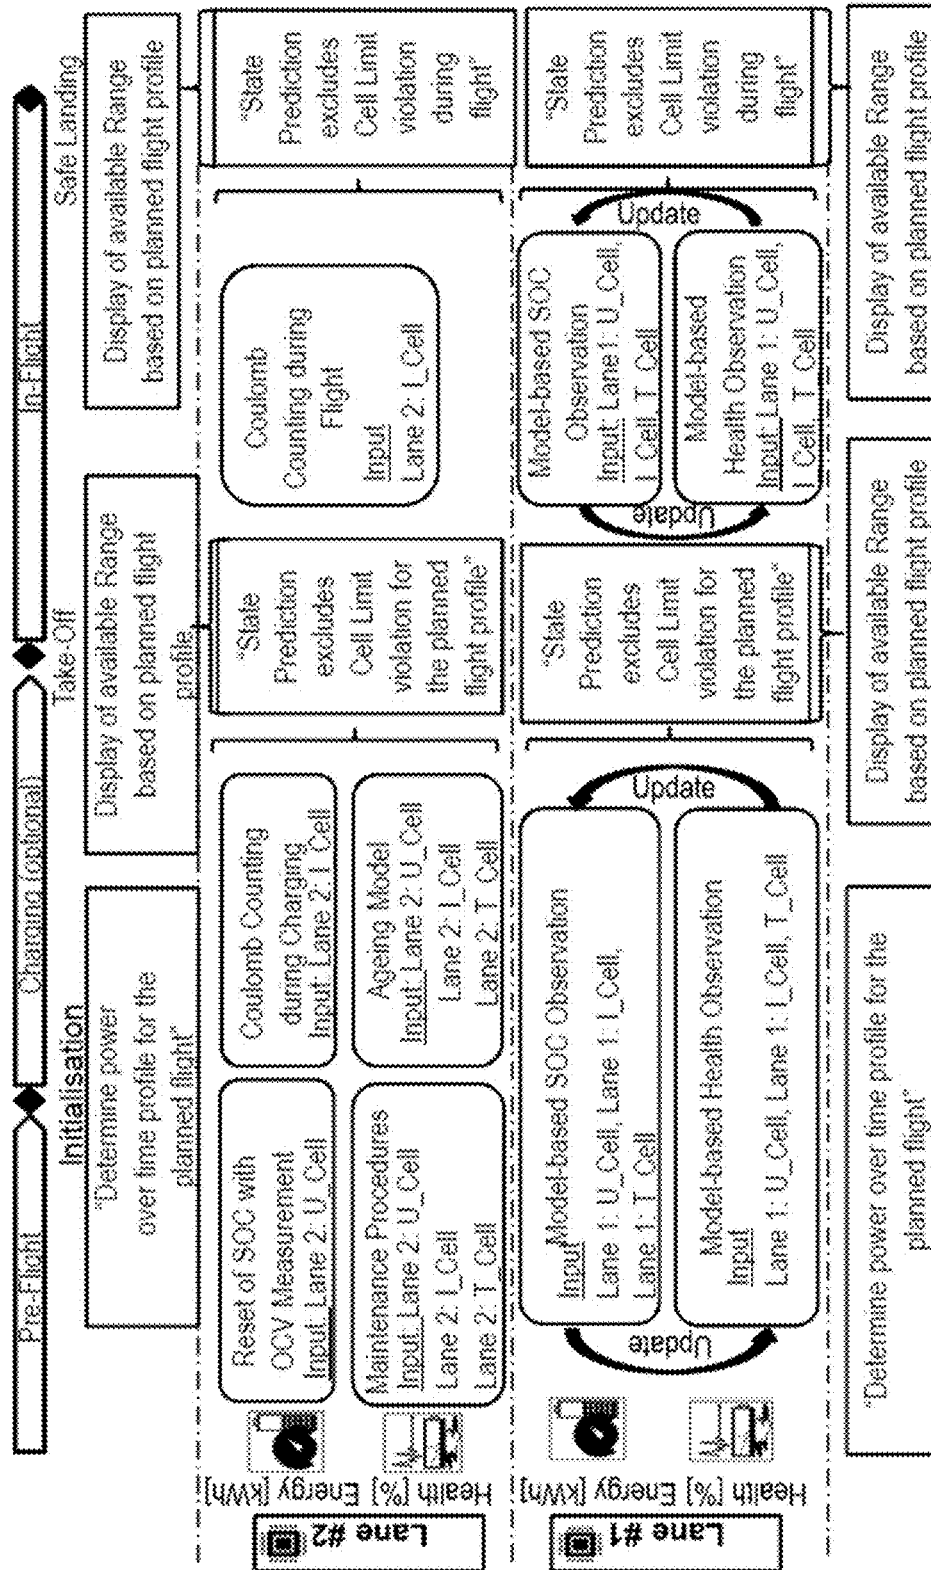 Pre-Flight
Charging (optional)
In-Flight
Initialisation
Take-Off
Safe Landing
"Determine power
over time profile for the
planned flight"
Display of available Range
based on planned flight
profile
Display of available Range
based on planned flight profile
Lane #2
Energy [kWh]
Health [%]
Reset of SOC with
OCV Measurement
Input: Lane 2: U_Cell
Coulomb Counting
during Charging
Input: Lane 2: I_Cell
Maintenance Procedures
Input: Lane 2: U_Cell
Lane 2: I_Cell
Lane 2: T_Cell
Ageing Model
Input: Lane 2: U_Cell
Lane 2: I_Cell
Lane 2: T_Cell
"State
Prediction
excludes
Cell Limit
violation for
the planned
flight profile"
Coulomb
Counting during
Flight
Input
Lane 2: I_Cell
"State
Prediction
excludes
Cell Limit
violation
during
flight"
Lane #1
Energy [kWh]
Health [%]
Update
Model-based SOC Observation
Input
Lane 1: U_Cell, Lane 1: I_Cell,
Lane 1: T_Cell
Model-based Health Observation
Input
Lane 1: U_Cell, Lane 1: I_Cell, T_Cell
Update
"State
Prediction
excludes
Cell Limit
violation for
the planned
flight profile"
Update
Model-based SOC
Observation
Input: Lane 1: U_Cell,
I_Cell, T_Cell
Model-based
Health Observation
Input: Lane 1: U_Cell,
I_Cell, T_Cell
Update
"State
Prediction
excludes
Cell Limit
violation
during
flight"
"Determine power over time profile for the
planned flight"
Display of available Range
based on planned flight profile
Display of available Range
based on planned flight profile